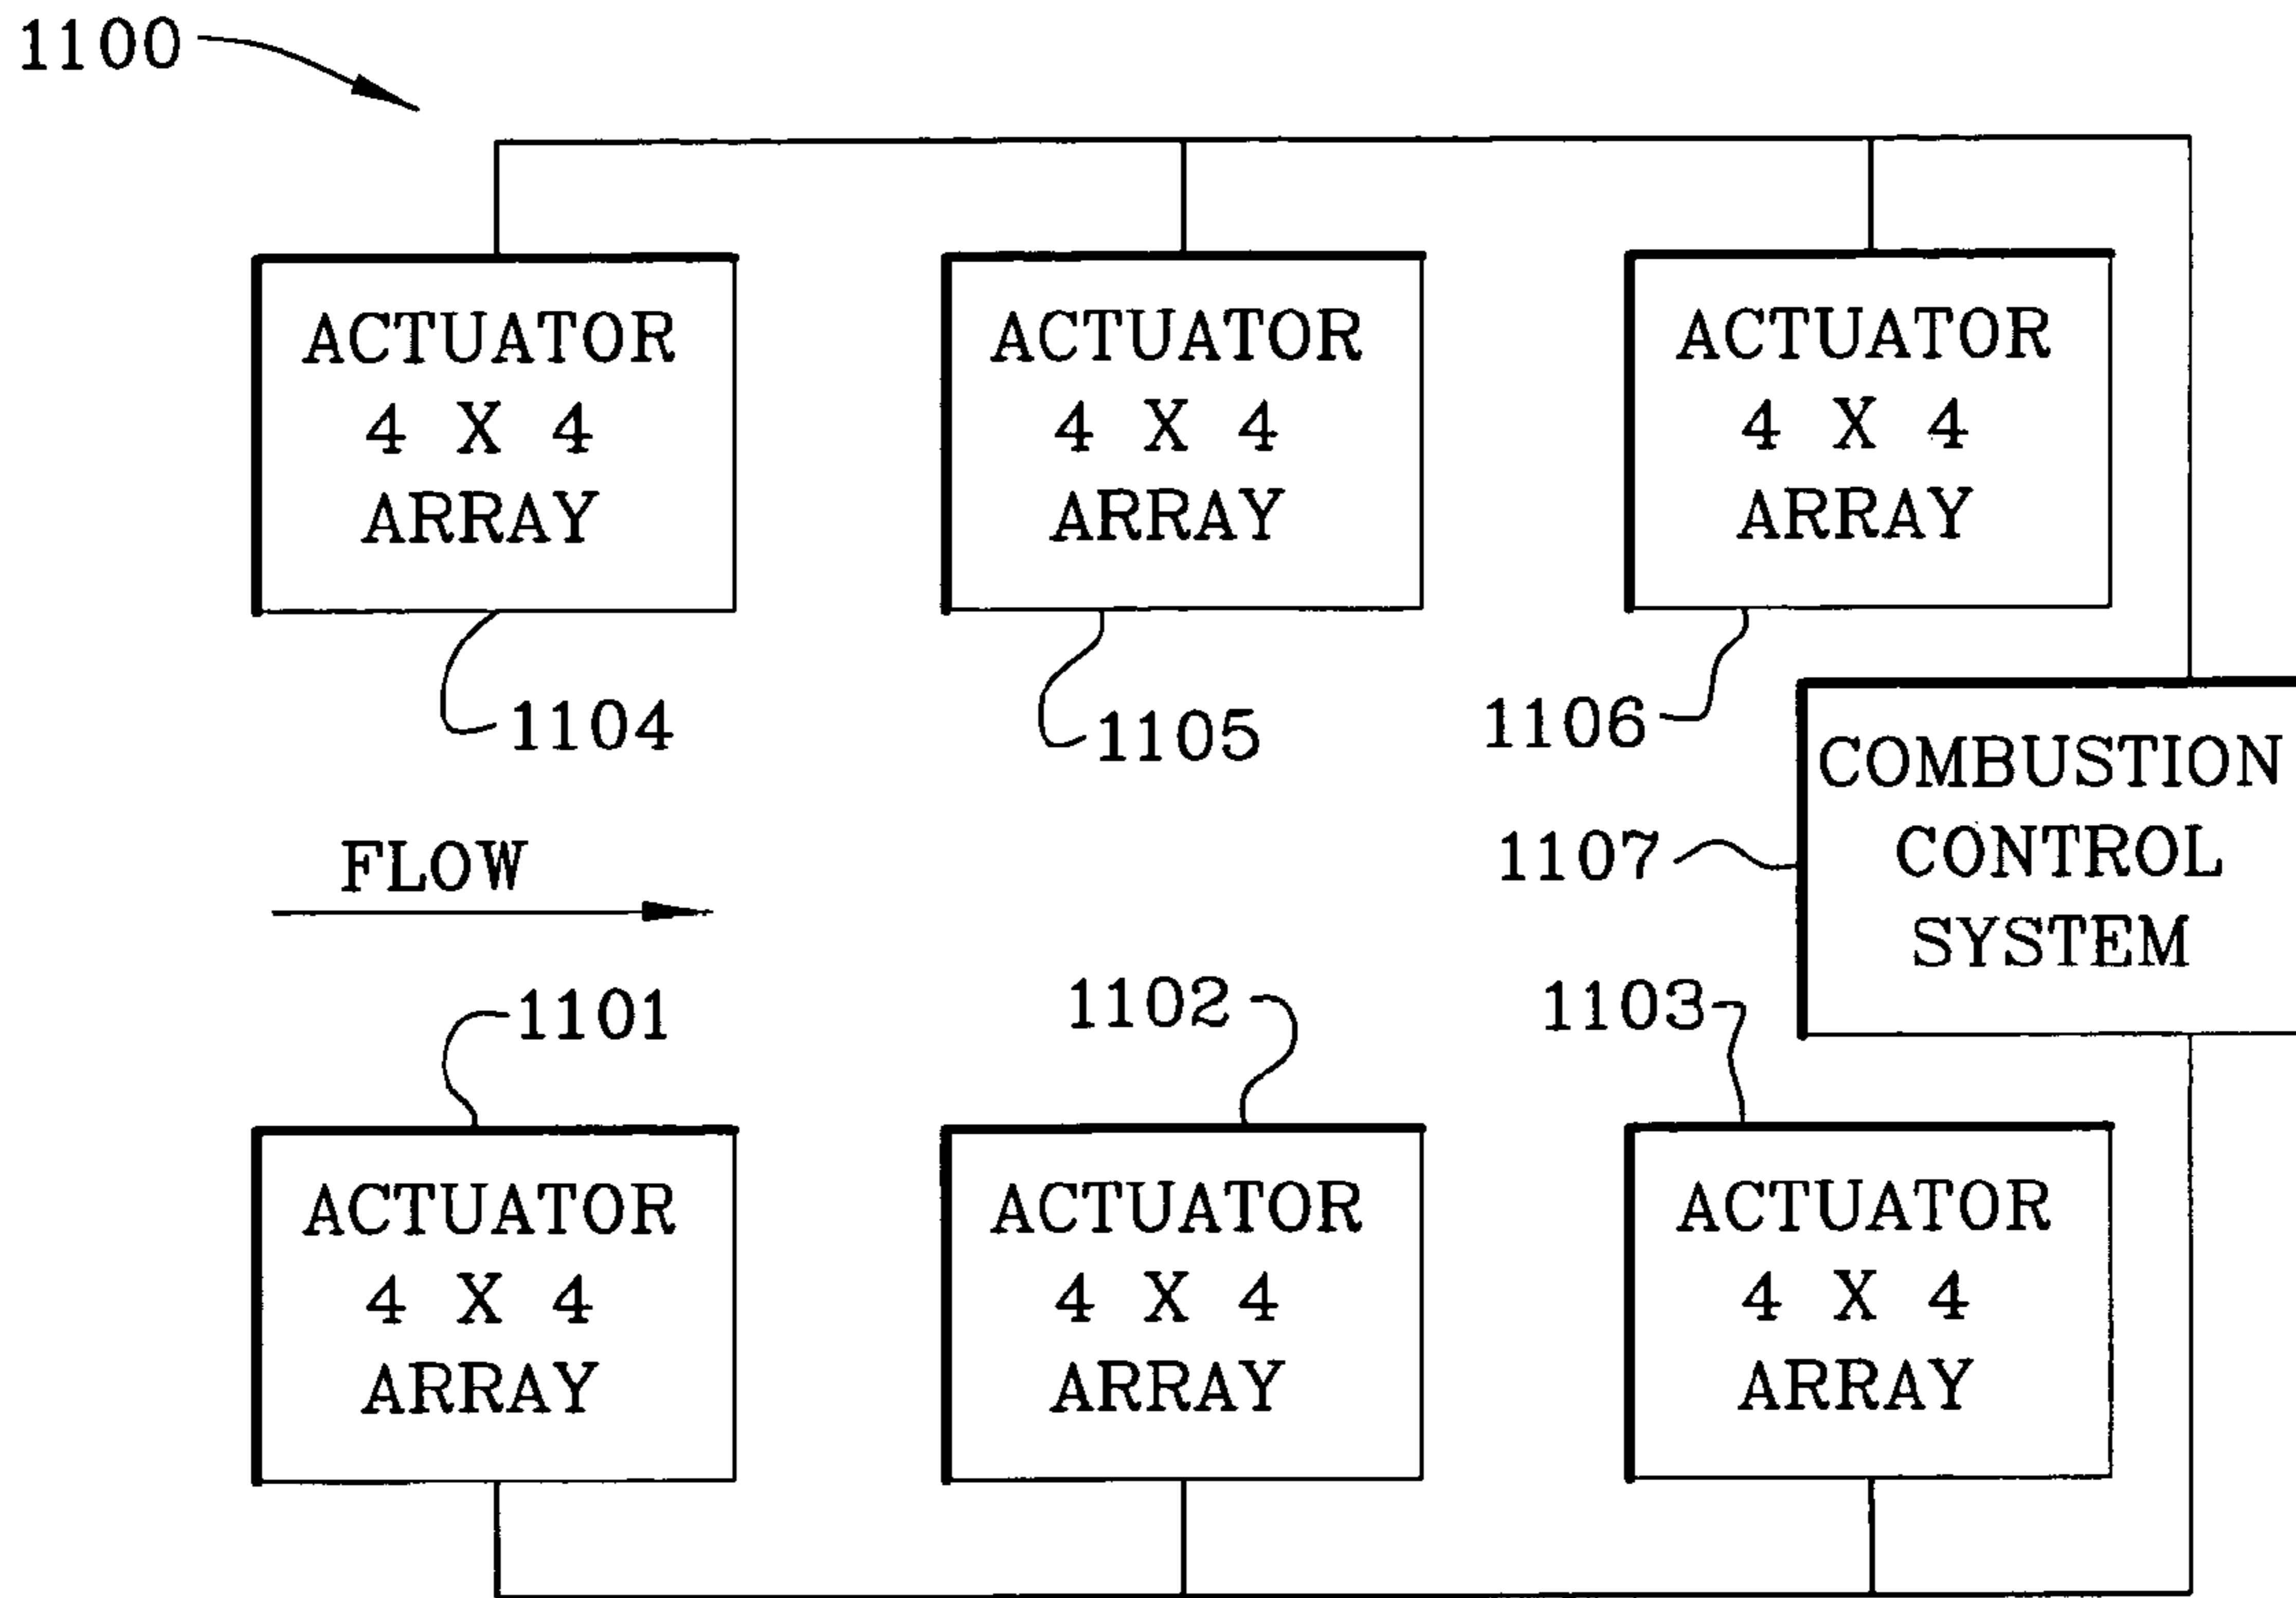 1100
ACTUATOR
4 X 4
ARRAY
ACTUATOR
4 X 4
ARRAY
ACTUATOR
4 X 4
ARRAY
1104
1105
1106
COMBUSTION
CONTROL
SYSTEM
1107
FLOW
1101
1102
1103
ACTUATOR
4 X 4
ARRAY
ACTUATOR
4 X 4
ARRAY
ACTUATOR
4 X 4
ARRAY